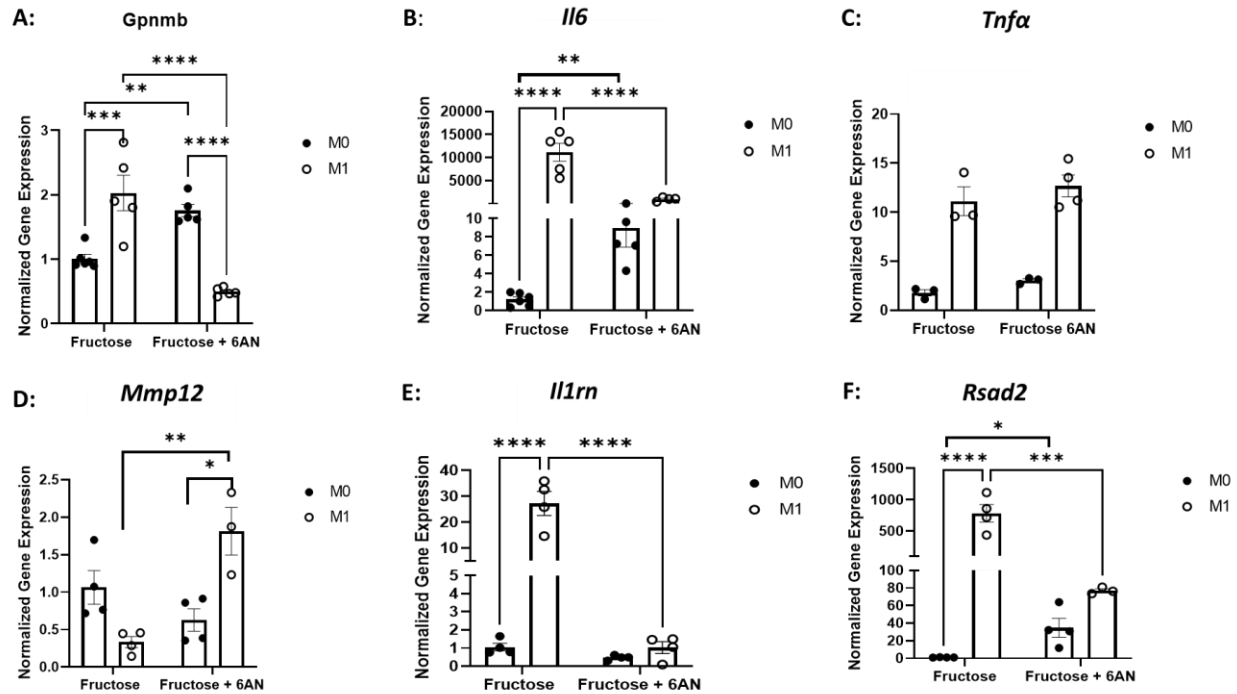 A:
Gpnmb
****
**
***
****
Normalized Gene Expression
3
2
1
0
Fructose
Fructose + 6AN
M0
M1
B:
Il6
**
****
****
Normalized Gene Expression
20000
15000
10000
5000
10
8
6
4
2
0
Fructose
Fructose + 6AN
M0
M1
C:
Tnfα
Normalized Gene Expression
20
15
10
5
0
Fructose
Fructose 6AN
M0
M1
D:
Mmp12
**
*
Normalized Gene Expression
2.5
2.0
1.5
1.0
0.5
0.0
Fructose
Fructose + 6AN
M0
M1
E:
Il1rn
****
****
Normalized Gene Expression
40
30
20
10
5
4
3
2
1
0
Fructose
Fructose + 6AN
M0
M1
F:
Rsad2
*
****
***
Normalized Gene Expression
1500
1000
500
100
80
60
40
20
0
Fructose
Fructose + 6AN
M0
M1